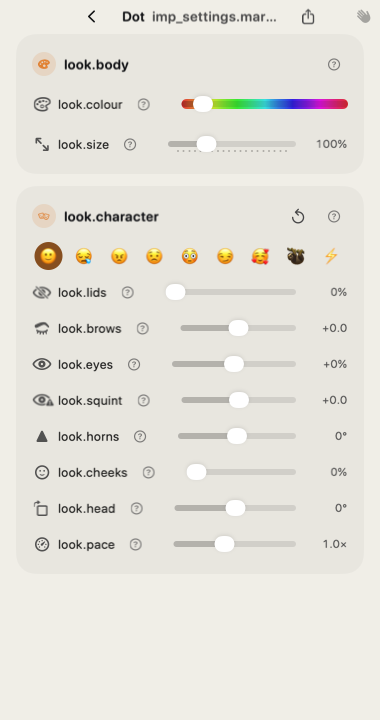 Dot imp_settings.mar...
look.body
look.colour
look.size 100%
look.character
look.lids 0%
look.brows +0.0
look.eyes +0%
look.squint +0.0
look.horns 0°
look.cheeks 0%
look.head 0°
look.pace 1.0×